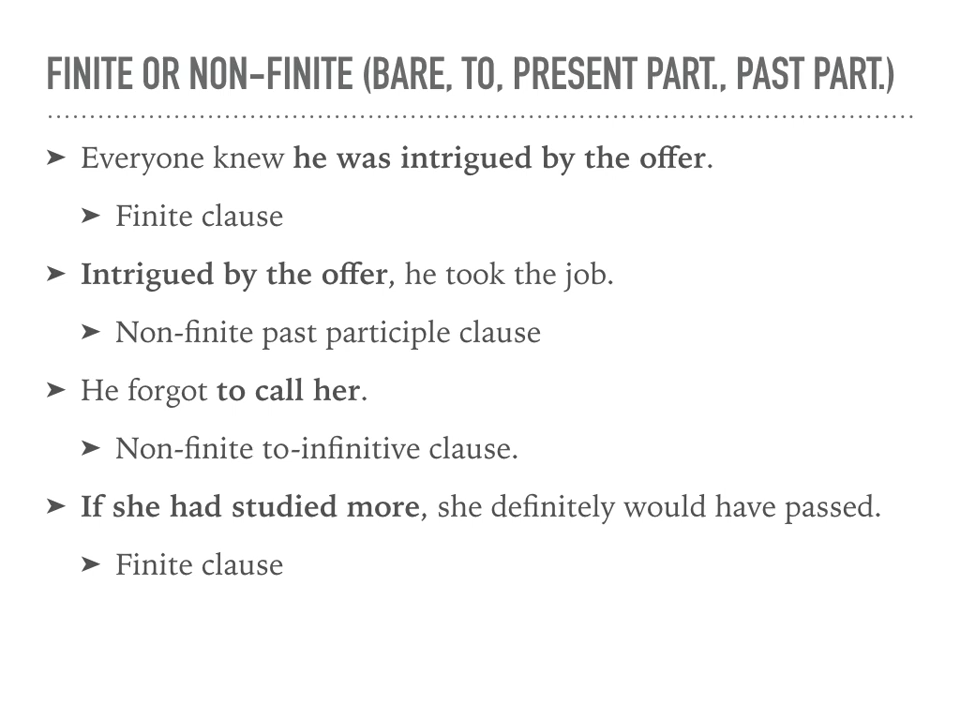 FINITE OR NON-FINITE (BARE, TO, PRESENT PART., PAST PART.)
➤ Everyone knew he was intrigued by the offer.
➤ Finite clause
➤ Intrigued by the offer, he took the job.
➤ Non-finite past participle clause
➤ He forgot to call her.
➤ Non-finite to-infinitive clause.
➤ If she had studied more, she definitely would have passed.
➤ Finite clause